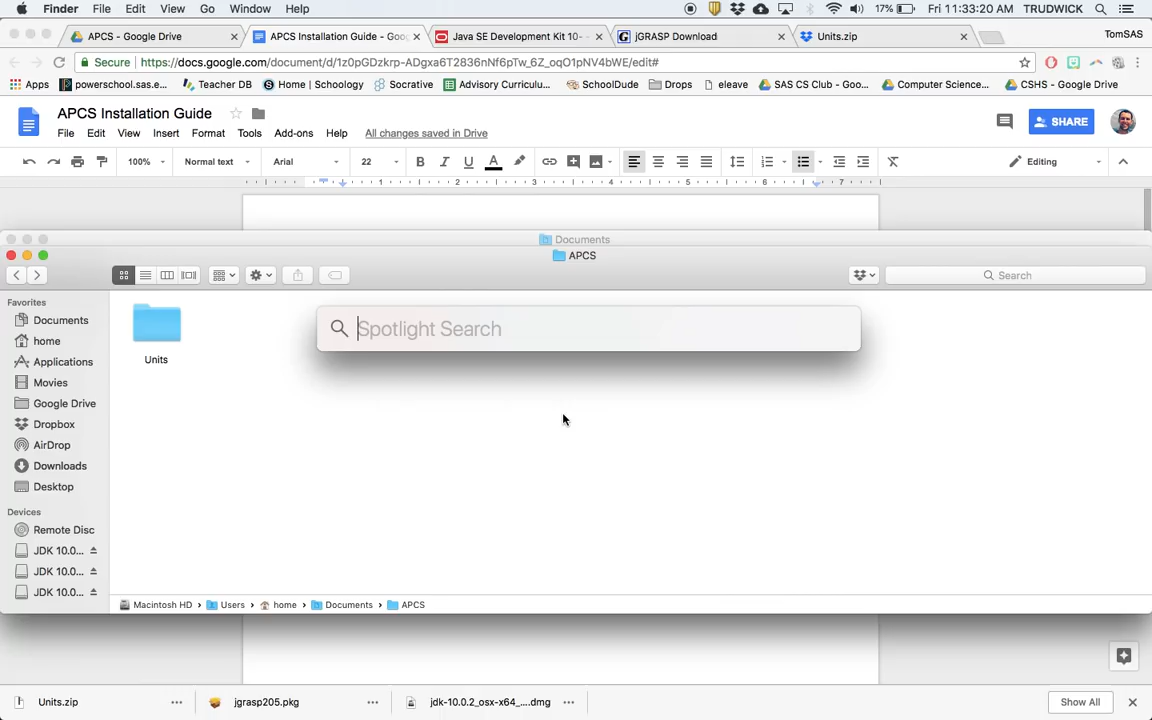 Finder File Edit View Go Window Help 17% Fri 11:33:20 AM TRUDWICK
APCS - Google Drive APCS Installation Guide - Goo Java SE Development Kit 10- jGRASP Download Units.zip TomSAS
Secure https://docs.google.com/document/d/1z0pGDzkrp-ADgxa6T2836nNf6pTw_6Z_oqO1pNV4bWE/edit#
Apps powerschool.sas.e... Teacher DB Home | Schoology Socrative Advisory Curriculu... SchoolDude Drops eleave SAS CS Club - Goo... Computer Science... CSHS - Google Drive
APCS Installation Guide
SHARE
File Edit View Insert Format Tools Add-ons Help All changes saved in Drive
100% Normal text Arial 22 B I U A Editing
1 2 3 4 5 6 7
Documents
APCS
Search
Favorites
Documents
home
Applications
Movies
Google Drive
Dropbox
AirDrop
Downloads
Desktop
Devices
Remote Disc
JDK 10.0...
JDK 10.0...
JDK 10.0...
Units
Spotlight Search
Macintosh HD › Users › home › Documents › APCS
Units.zip jgrasp205.pkg jdk-10.0.2_osx-x64_....dmg Show All